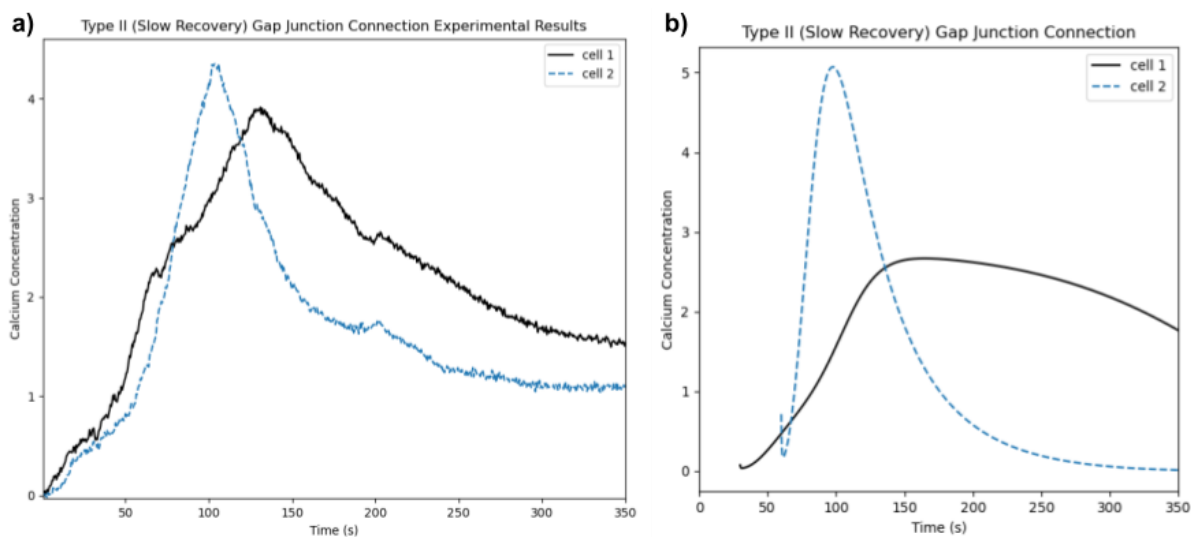 a)
Type II (Slow Recovery) Gap Junction Connection Experimental Results
cell 1
cell 2
Calcium Concentration
4
3
2
1
0
50
100
150
200
250
300
350
Time (s)
b)
Type II (Slow Recovery) Gap Junction Connection
cell 1
cell 2
Calcium Concentration
5
4
3
2
1
0
0
50
100
150
200
250
300
350
Time (s)